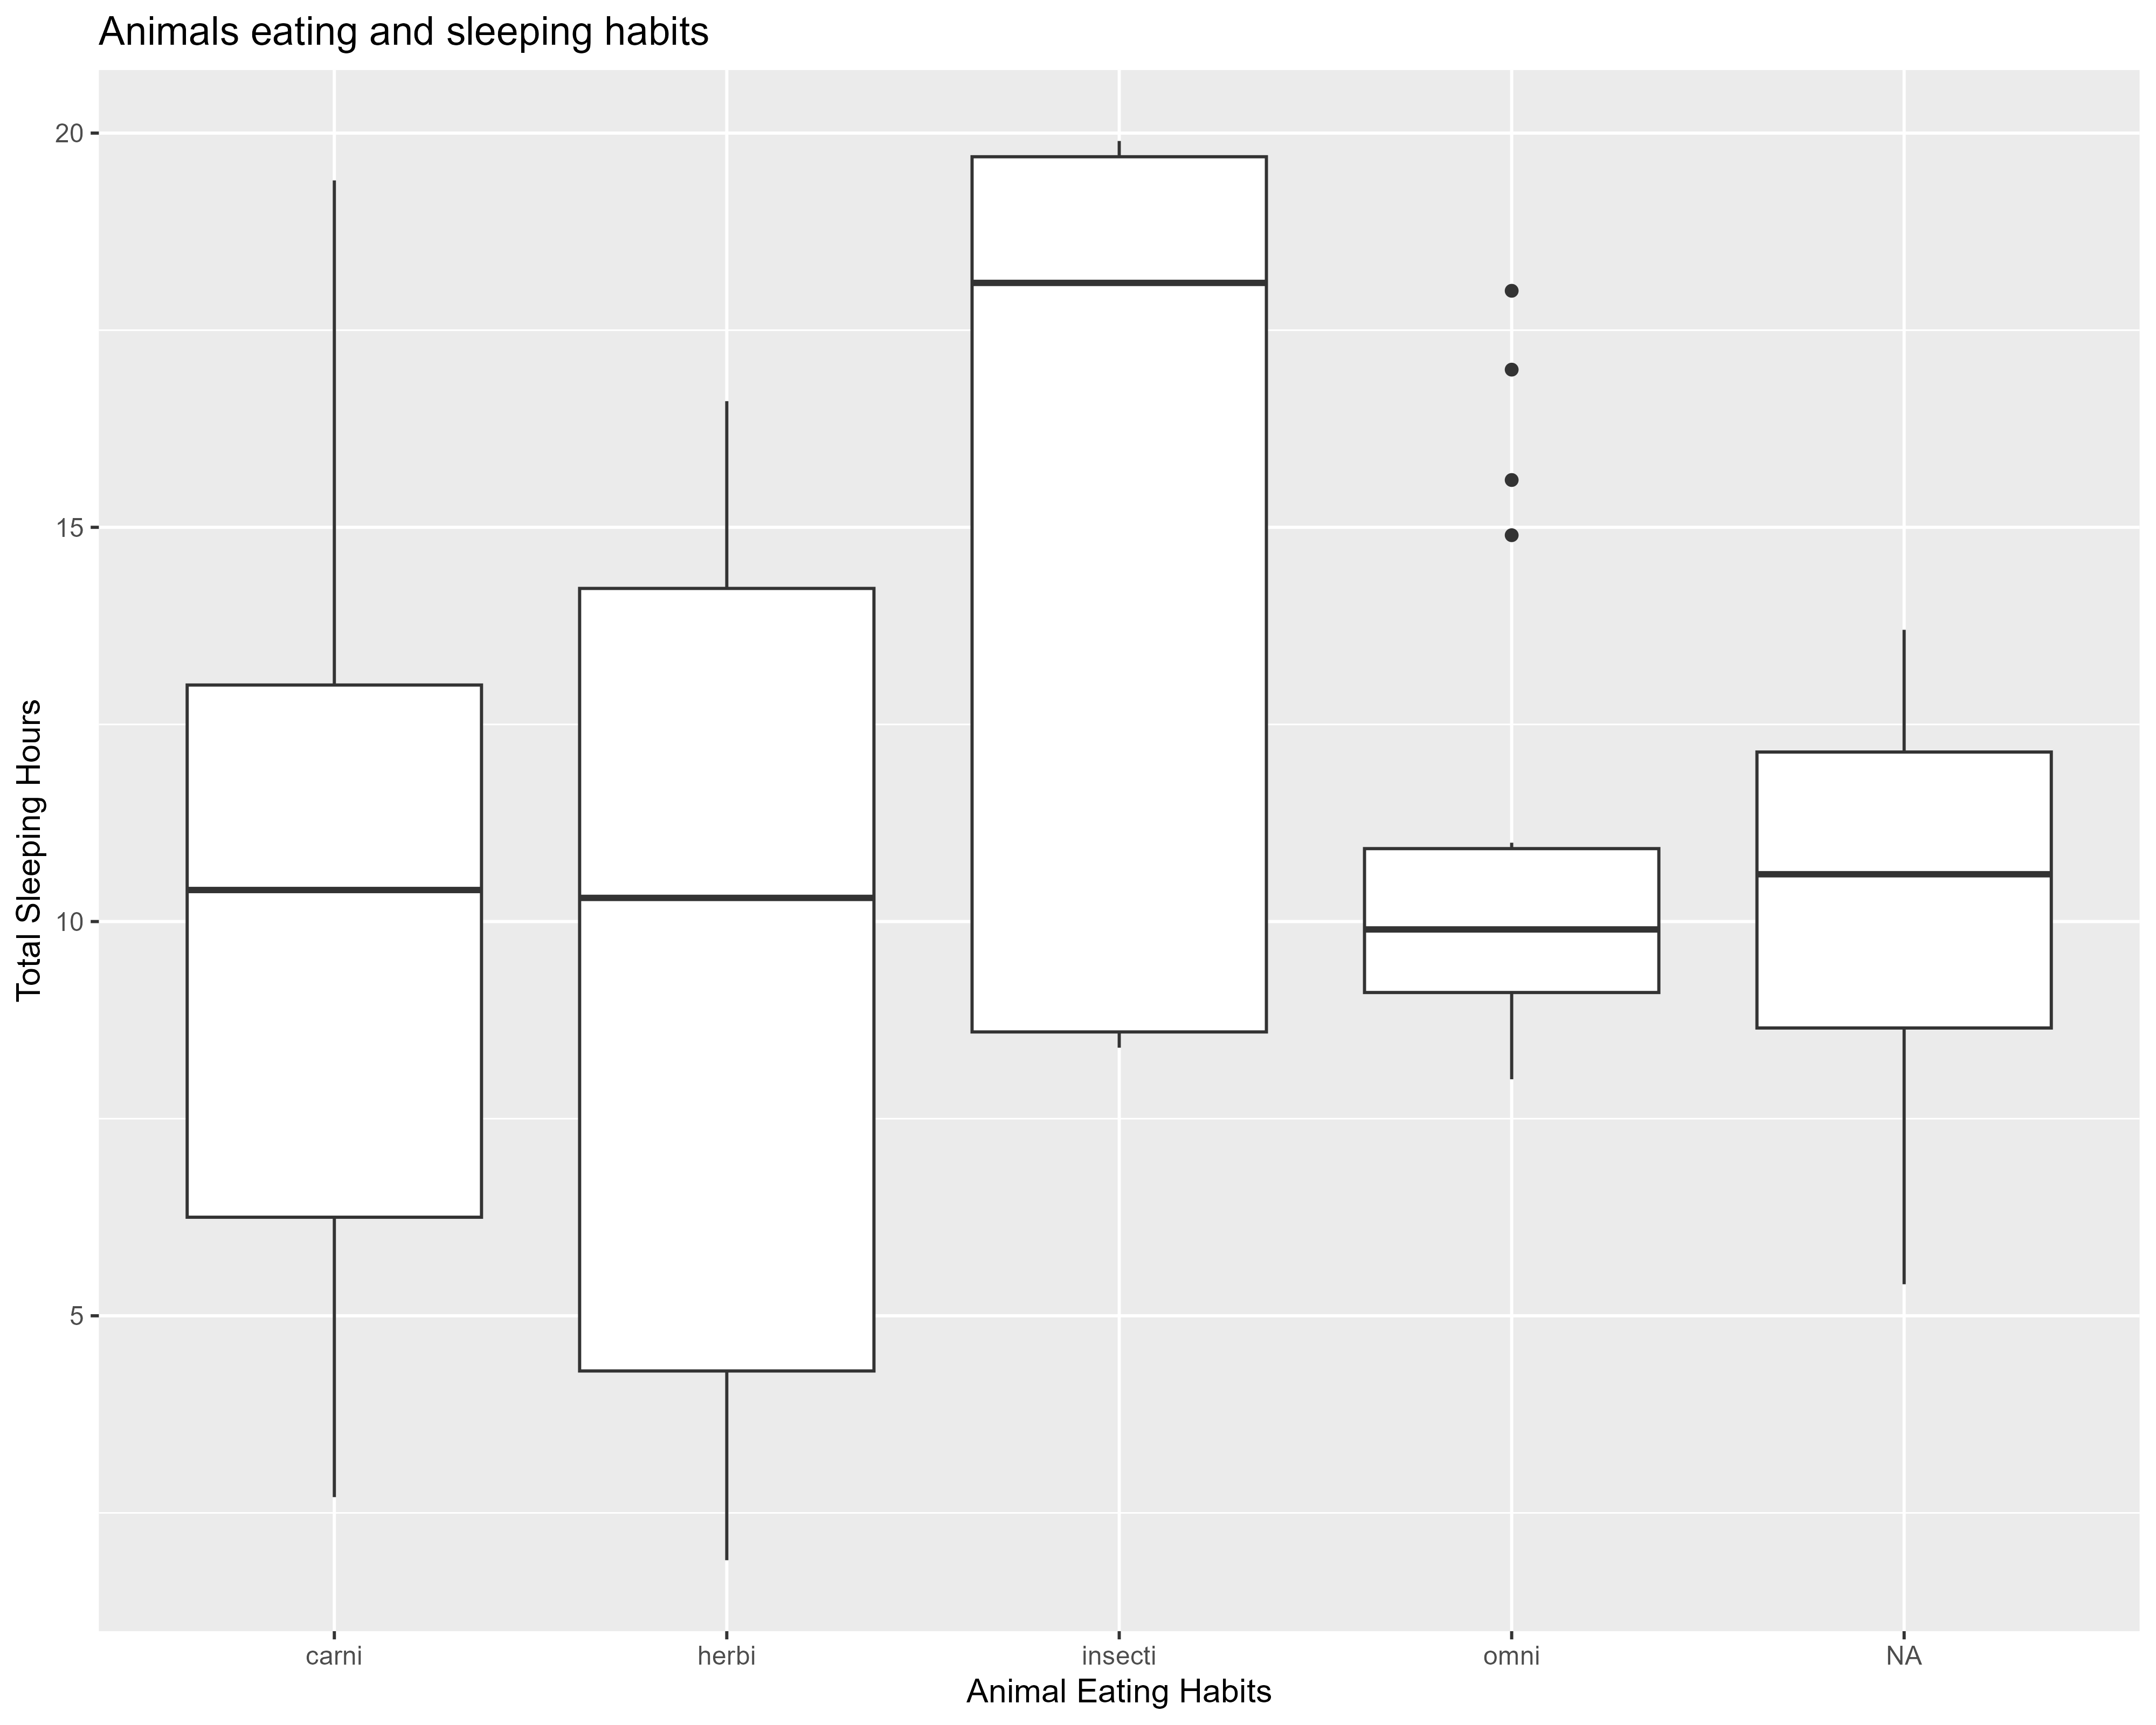 Animals eating and sleeping habits
Total Sleeping Hours
20
15
10
5
carni herbi insecti omni NA
Animal Eating Habits